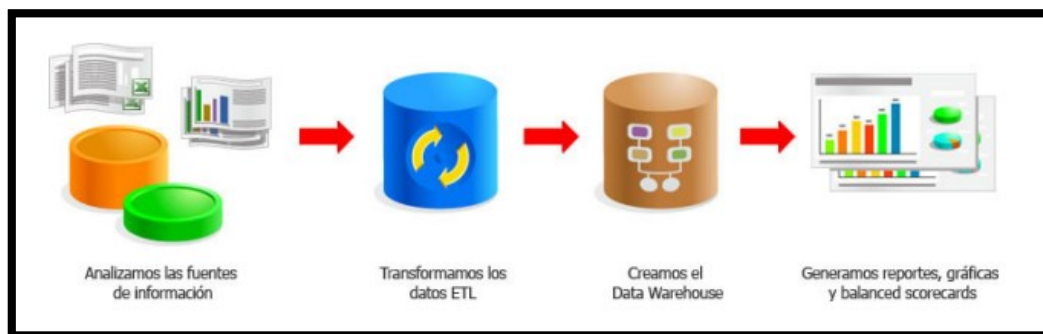 Analizamos las fuentes
de información
Transformamos los
datos ETL
Creamos el
Data Warehouse
Generamos reportes, gráficas
y balanced scorecards